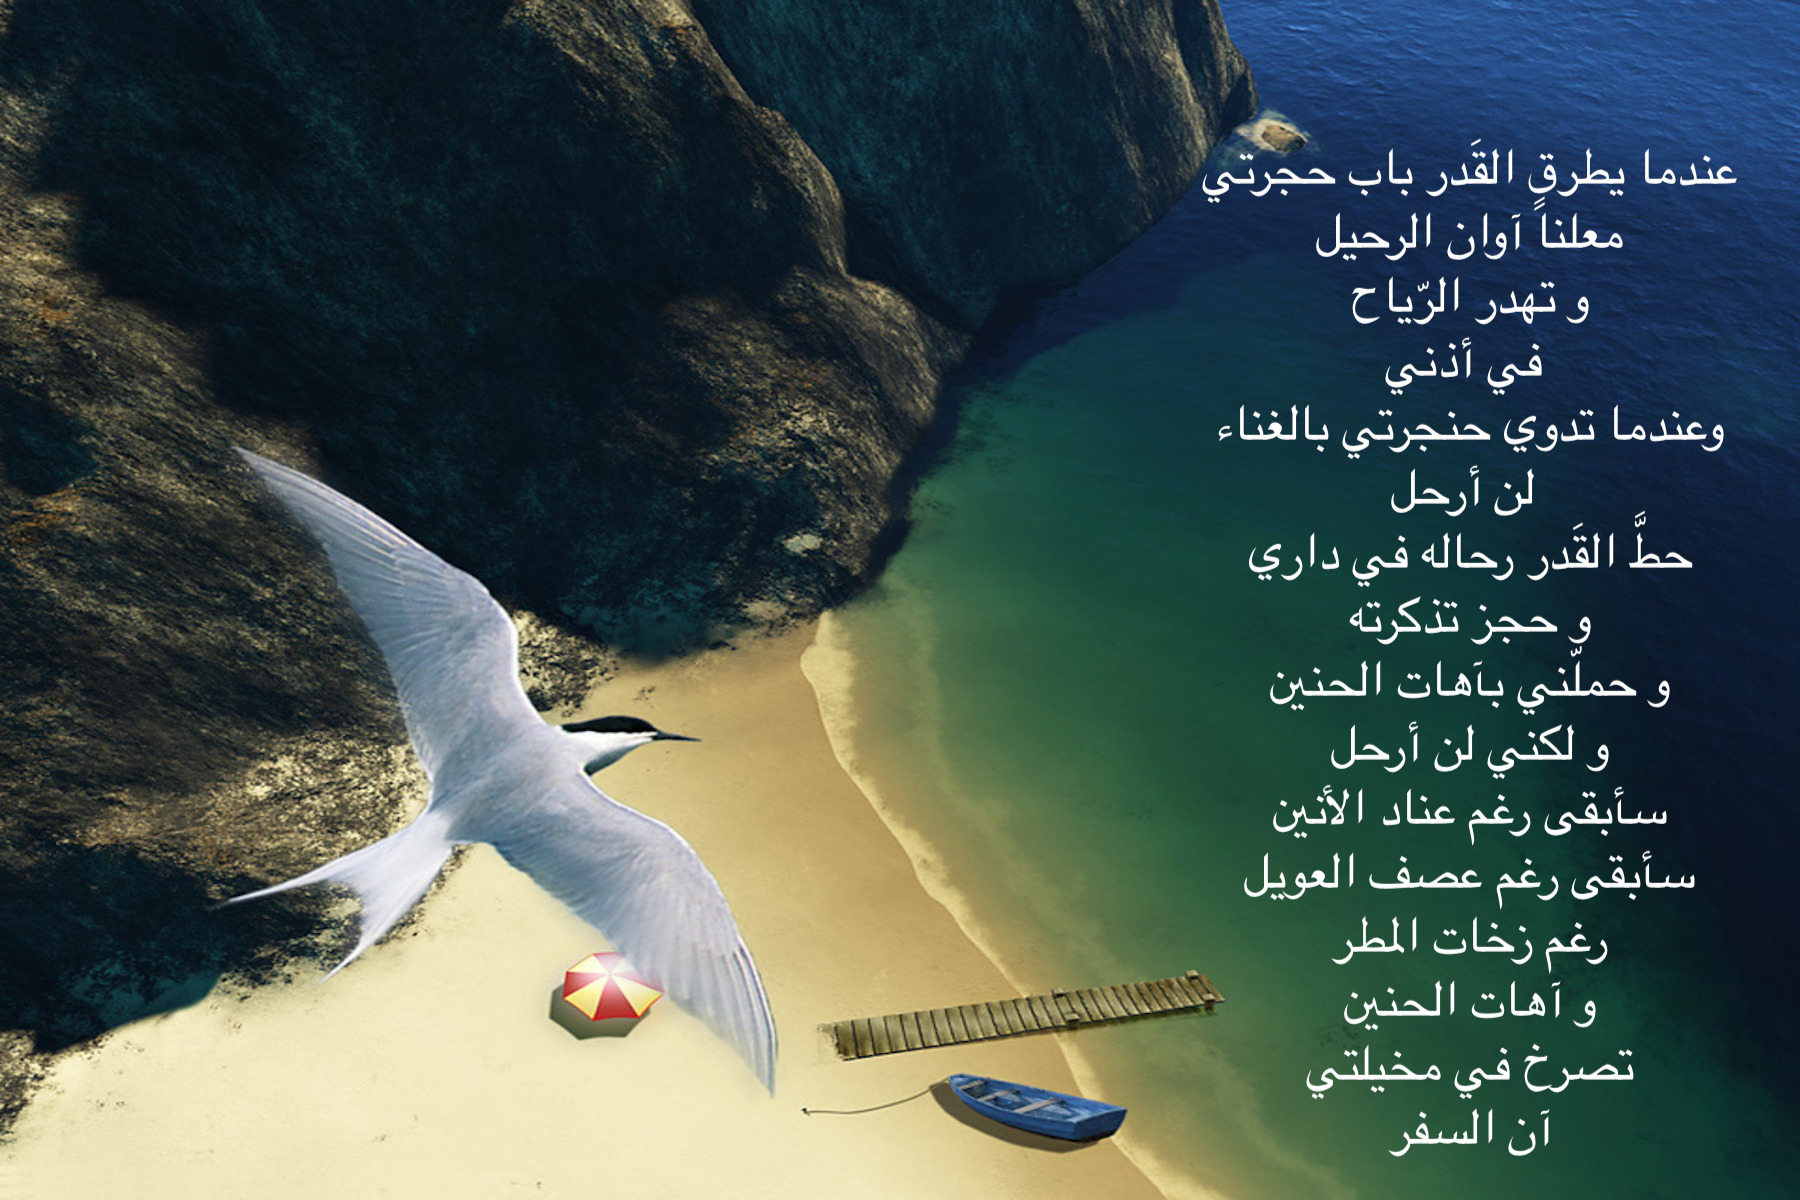 عندما يطرق القَدر باب حجرتي
معلناً آوان الرحيل
و تهدر الرّياح
في أذني
وعندما تدوي حنجرتي بالغناء
لن أرحل
حطَّ القَدر رحاله في داري
و حجز تذكرته
و حملّني بآهات الحنين
و لكني لن أرحل
سأبقى رغم عناد الأنين
سأبقى رغم عصف العويل
رغم زخات المطر
و آهات الحنين
تصرخ في مخيلتي
آن السفر